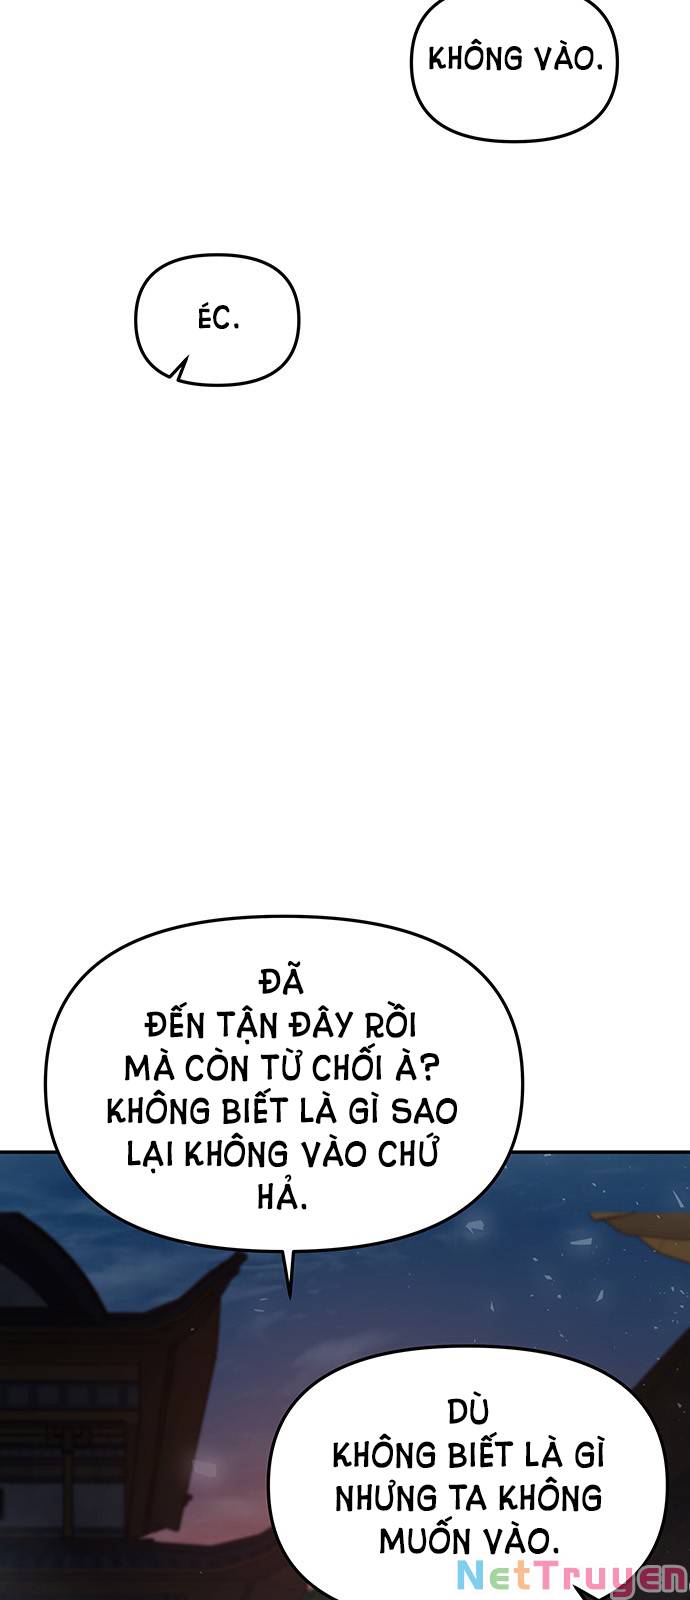 KHÔNG VÀO.
ÉC.
ĐÃ
ĐẾN TẬN ĐÂY RỒI
MÀ CÒN TỪ CHỐI À?
KHÔNG BIẾT LÀ GÌ SAO
LẠI KHÔNG VÀO CHỨ
HẢ.
DÙ
KHÔNG BIẾT LÀ GÌ
NHƯNG TA KHÔNG
MUỐN VÀO.
NetTruyen